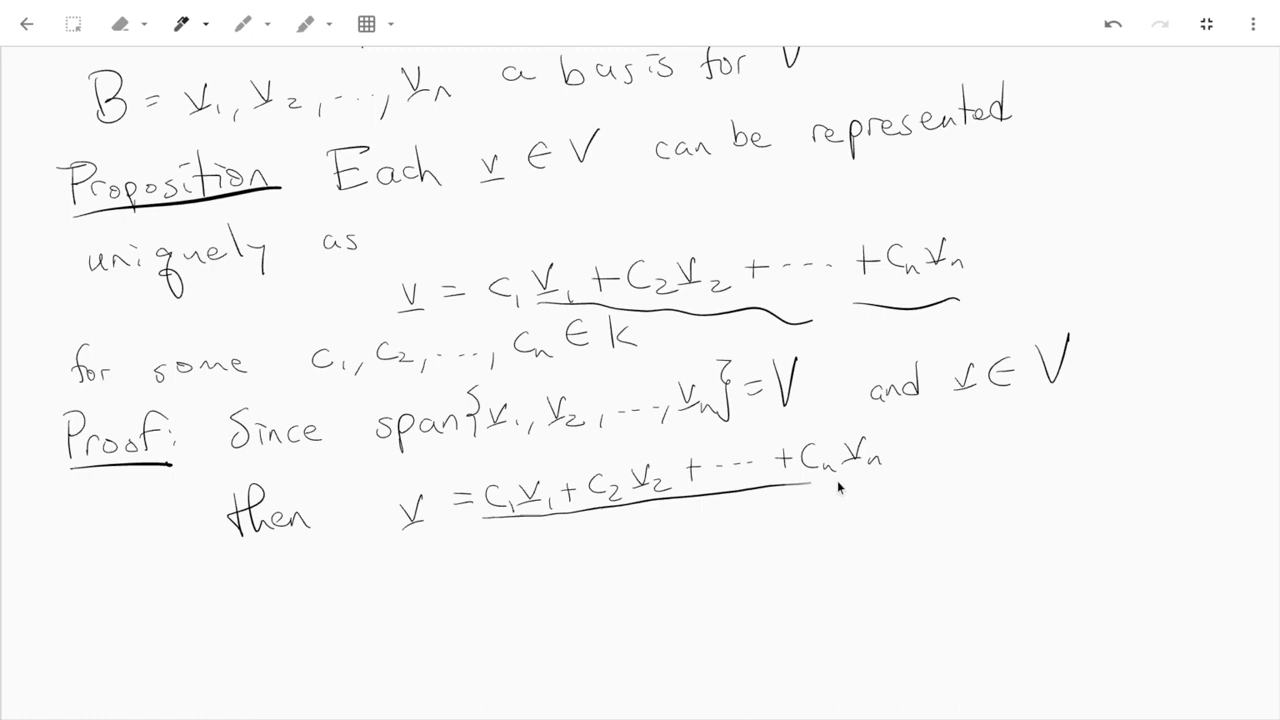 B = v₁, v₂, ..., vₙ a basis for V
Proposition Each v ∈ V can be represented
uniquely as
v = c₁v₁ + c₂v₂ + ---- + cₙvₙ
for some c₁, c₂, ..., cₙ ∈ k
Proof: Since span{v₁, v₂, ..., vₙ} = V and v ∈ V
then v = c₁v₁ + c₂v₂ + --- + cₙvₙ